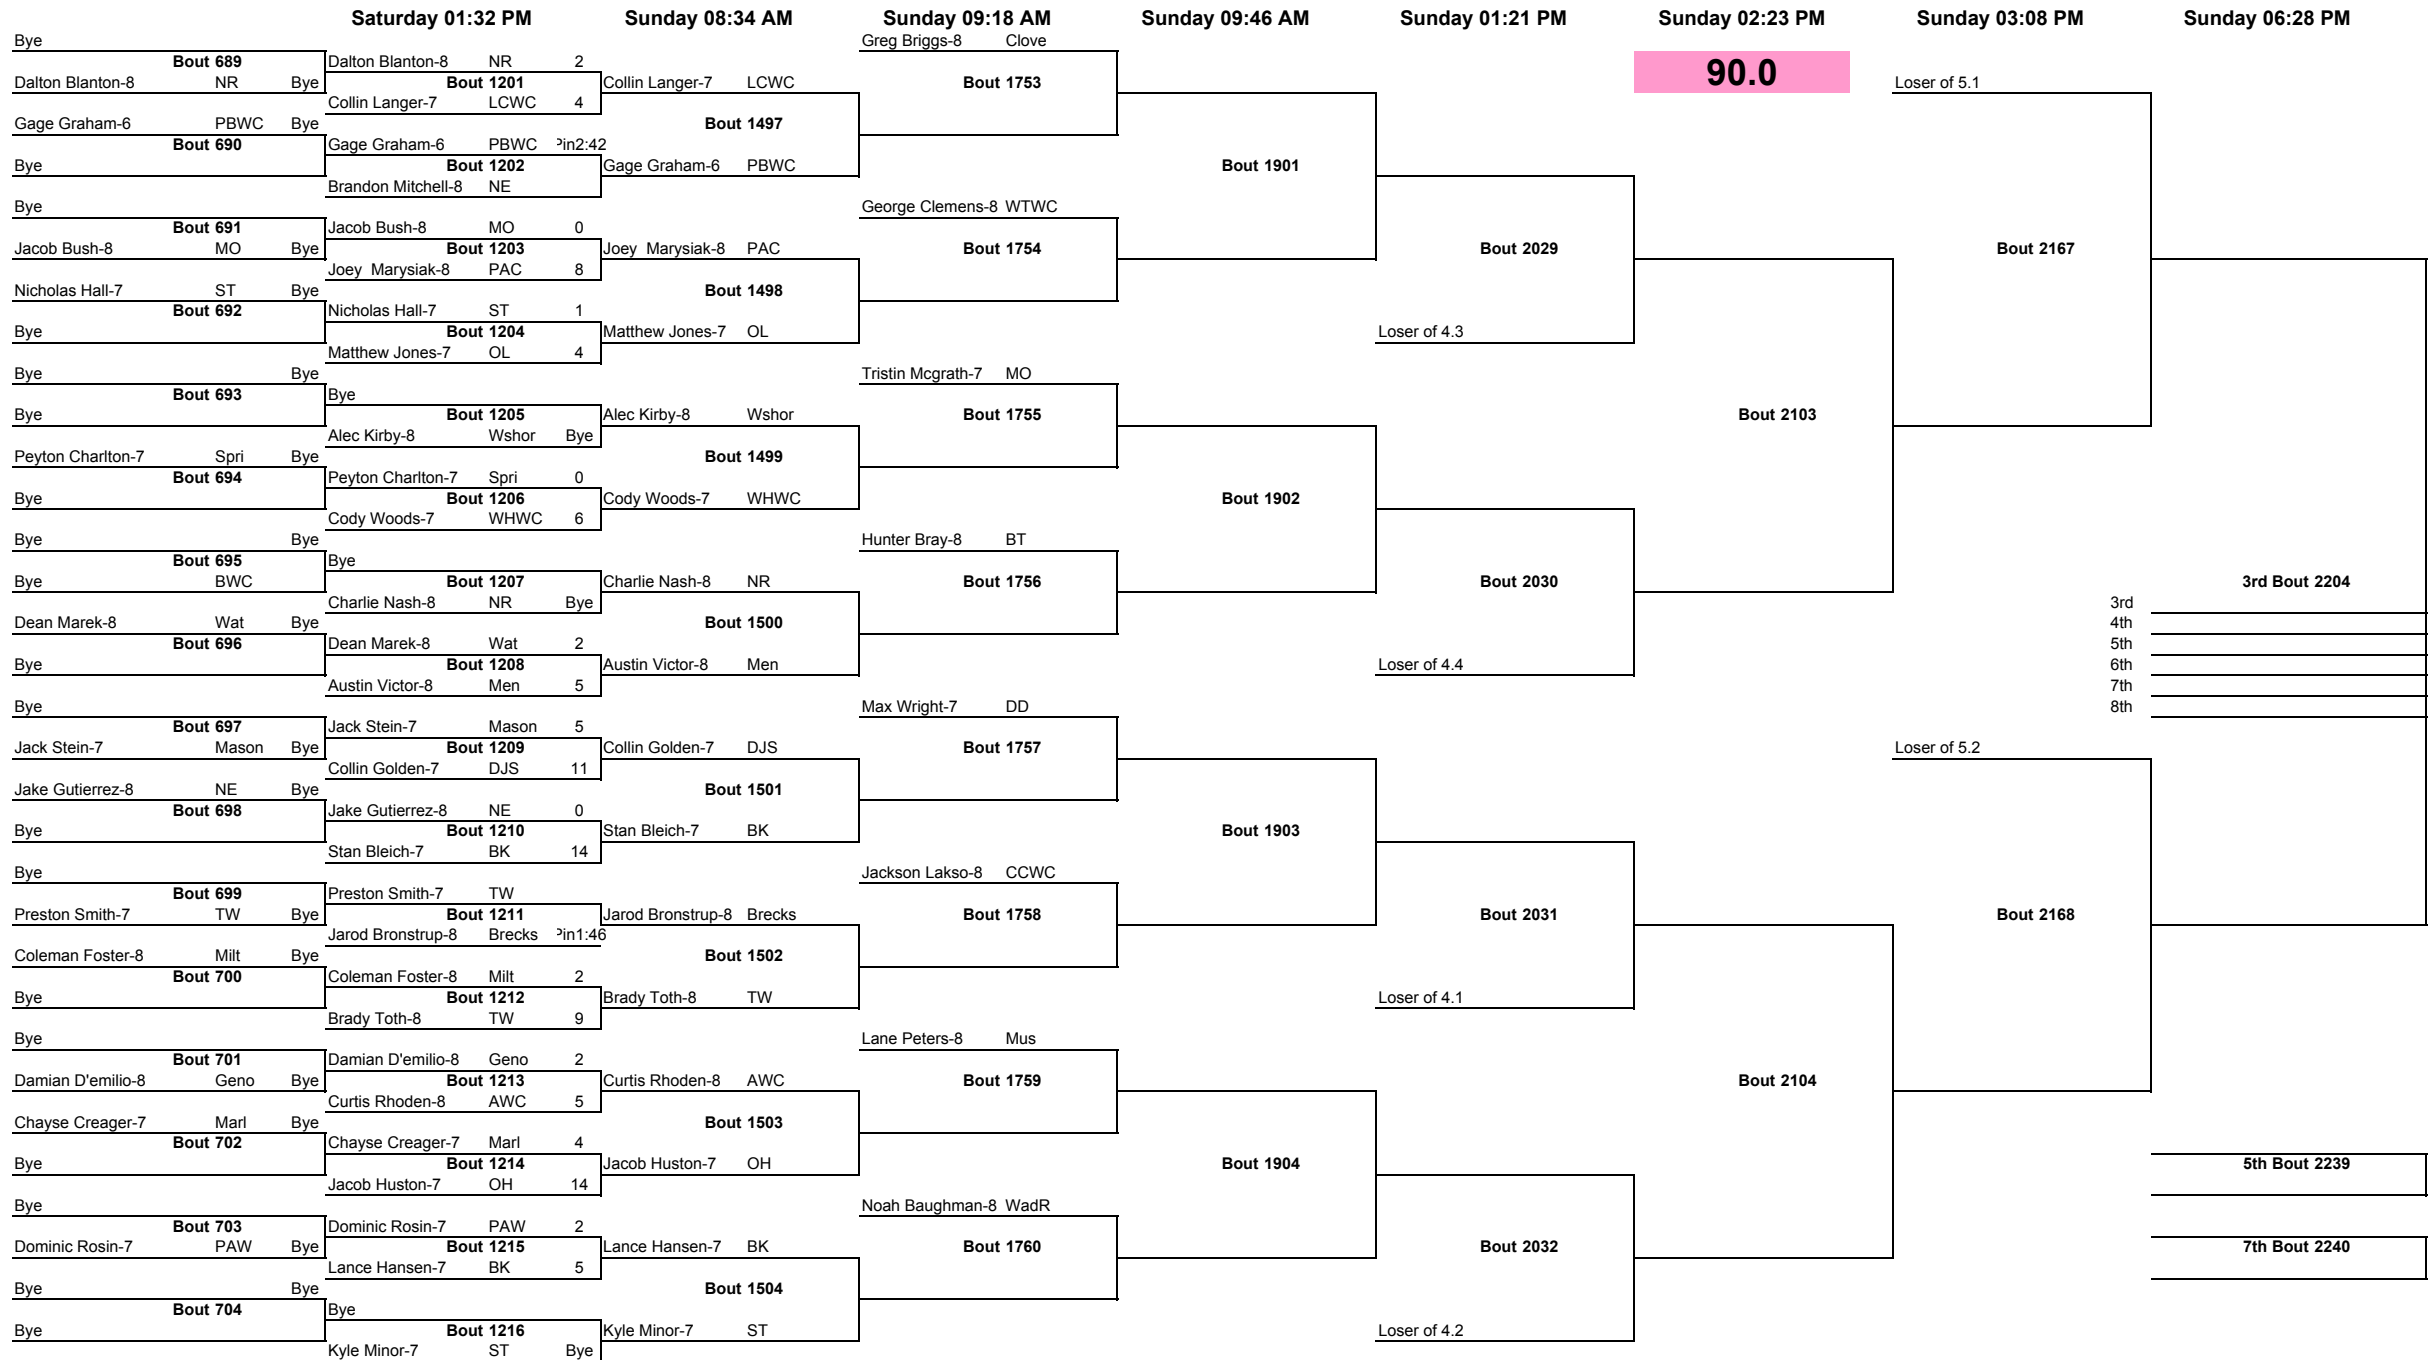 Saturday 01:32 PM Sunday 08:34 AM Sunday 09:18 AM Sunday 09:46 AM Sunday 01:21 PM Sunday 02:23 PM Sunday 03:08 PM Sunday 06:28 PM
Bye Greg Briggs-8 Clove
Bout 689 Dalton Blanton-8 NR 2
90.0
Dalton Blanton-8 NR Bye Bout 1201 Collin Langer-7 LCWC Bout 1753 Loser of 5.1
Collin Langer-7 LCWC 4
Gage Graham-6 PBWC Bye Bout 1497
Bout 690 Gage Graham-6 PBWC Pin2:42
Bye Bout 1202 Gage Graham-6 PBWC Bout 1901
Brandon Mitchell-8 NE
Bye George Clemens-8 WTWC
Bout 691 Jacob Bush-8 MO 0
Jacob Bush-8 MO Bye Bout 1203 Joey Marysiak-8 PAC Bout 1754 Bout 2029 Bout 2167
Joey Marysiak-8 PAC 8
Nicholas Hall-7 ST Bye Bout 1498
Bout 692 Nicholas Hall-7 ST 1
Bye Bout 1204 Matthew Jones-7 OL Loser of 4.3
Matthew Jones-7 OL 4
Bye Bye Tristin Mcgrath-7 MO
Bout 693 Bye
Bye Bout 1205 Alec Kirby-8 Wshor Bout 1755 Bout 2103
Alec Kirby-8 Wshor Bye
Peyton Charlton-7 Spri Bye Bout 1499
Bout 694 Peyton Charlton-7 Spri 0
Bye Bout 1206 Cody Woods-7 WHWC Bout 1902
Cody Woods-7 WHWC 6
Bye Bye Hunter Bray-8 BT
Bout 695 Bye
Bye BWC Bout 1207 Charlie Nash-8 NR Bout 1756 Bout 2030 3rd Bout 2204
Charlie Nash-8 NR Bye 3rd
Dean Marek-8 Wat Bye Bout 1500 4th
Bout 696 Dean Marek-8 Wat 2 5th
Bye Bout 1208 Austin Victor-8 Men Loser of 4.4 6th
Austin Victor-8 Men 5 7th
Bye Max Wright-7 DD 8th
Bout 697 Jack Stein-7 Mason 5
Jack Stein-7 Mason Bye Bout 1209 Collin Golden-7 DJS Bout 1757 Loser of 5.2
Collin Golden-7 DJS 11
Jake Gutierrez-8 NE Bye Bout 1501
Bout 698 Jake Gutierrez-8 NE 0
Bye Bout 1210 Stan Bleich-7 BK Bout 1903
Stan Bleich-7 BK 14
Bye Jackson Lakso-8 CCWC
Bout 699 Preston Smith-7 TW
Preston Smith-7 TW Bye Bout 1211 Jarod Bronstrup-8 Brecks Bout 1758 Bout 2031 Bout 2168
Jarod Bronstrup-8 Brecks Pin1:46
Coleman Foster-8 Milt Bye Bout 1502
Bout 700 Coleman Foster-8 Milt 2
Bye Bout 1212 Brady Toth-8 TW Loser of 4.1
Brady Toth-8 TW 9
Bye Lane Peters-8 Mus
Bout 701 Damian D'emilio-8 Geno 2
Damian D'emilio-8 Geno Bye Bout 1213 Curtis Rhoden-8 AWC Bout 1759 Bout 2104
Curtis Rhoden-8 AWC 5
Chayse Creager-7 Marl Bye Bout 1503
Bout 702 Chayse Creager-7 Marl 4
Bye Bout 1214 Jacob Huston-7 OH Bout 1904 5th Bout 2239
Jacob Huston-7 OH 14
Bye Noah Baughman-8 WadR
Bout 703 Dominic Rosin-7 PAW 2
Dominic Rosin-7 PAW Bye Bout 1215 Lance Hansen-7 BK Bout 1760 Bout 2032 7th Bout 2240
Lance Hansen-7 BK 5
Bye Bye Bout 1504
Bout 704 Bye
Bye Bout 1216 Kyle Minor-7 ST Loser of 4.2
Kyle Minor-7 ST Bye